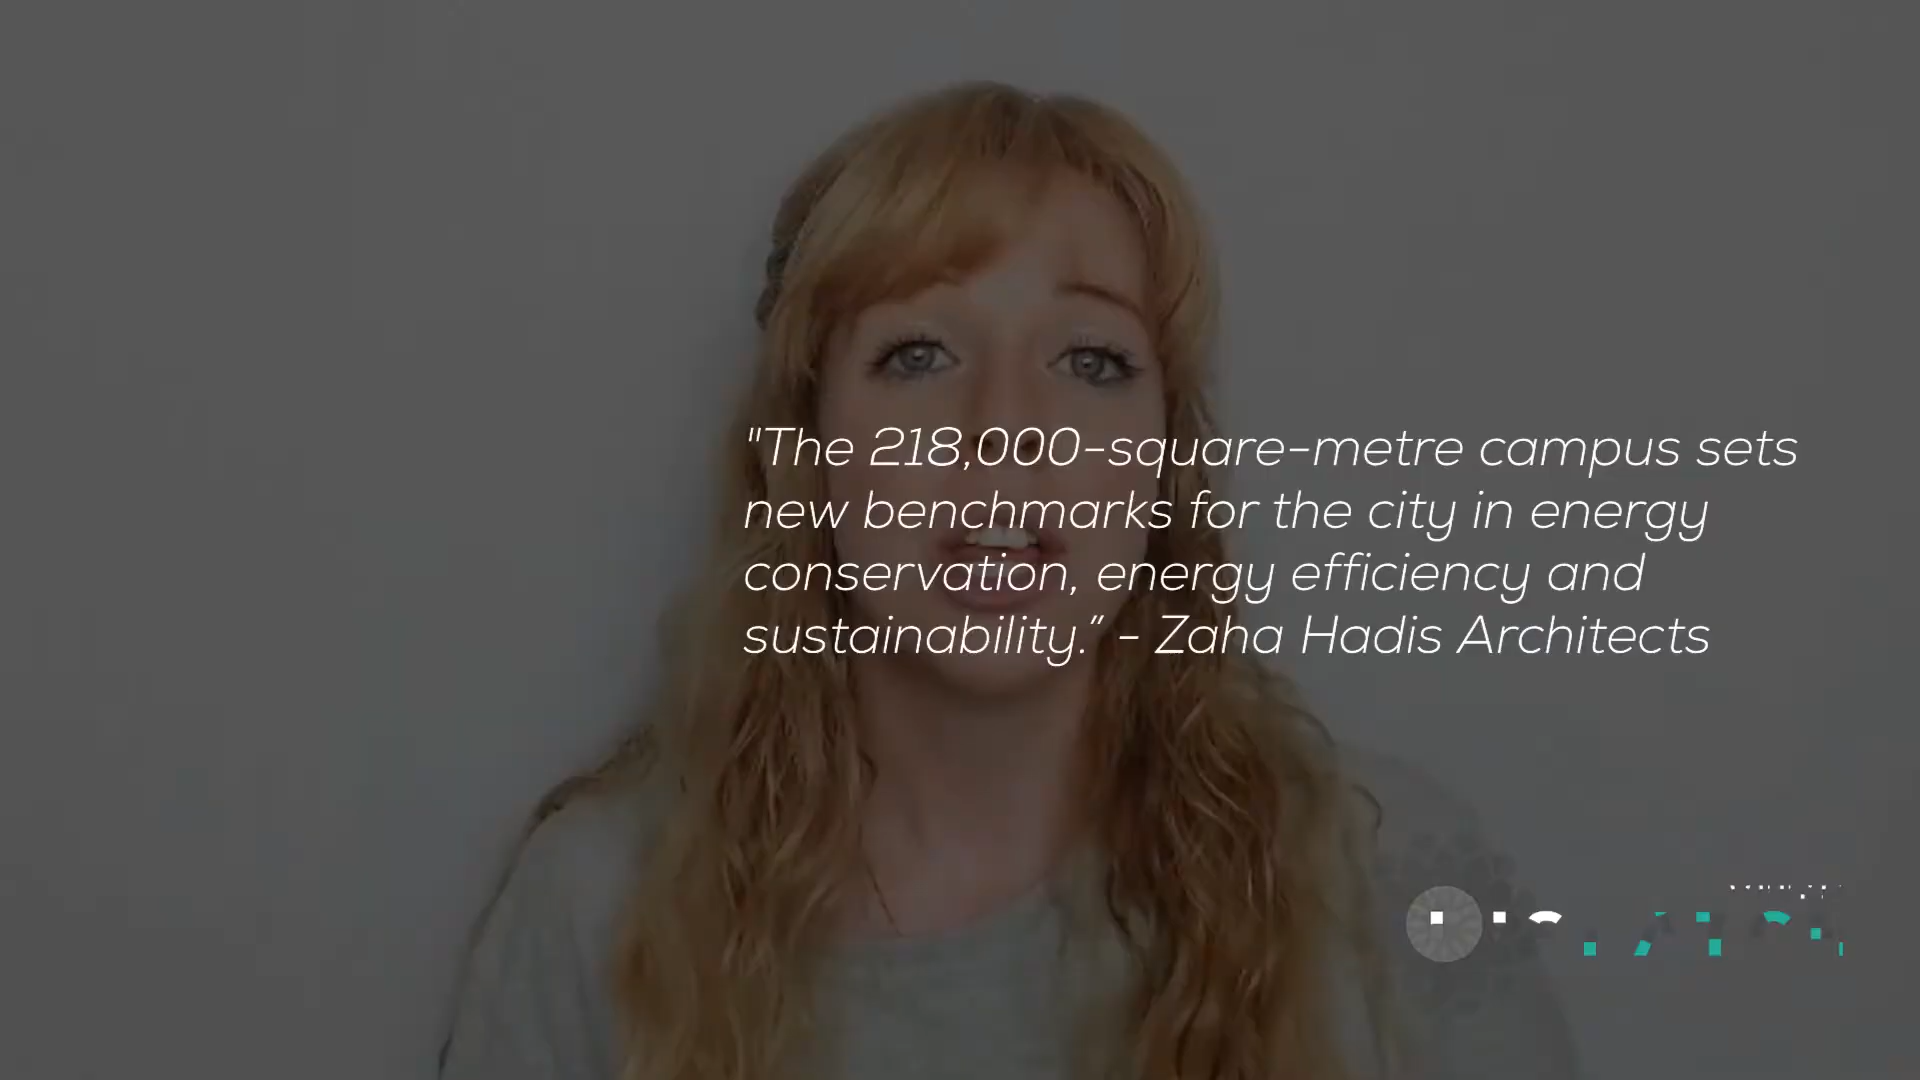 "The 218,000-square-metre campus sets
new benchmarks for the city in energy
conservation, energy efficiency and
sustainability.” - Zaha Hadis Architects